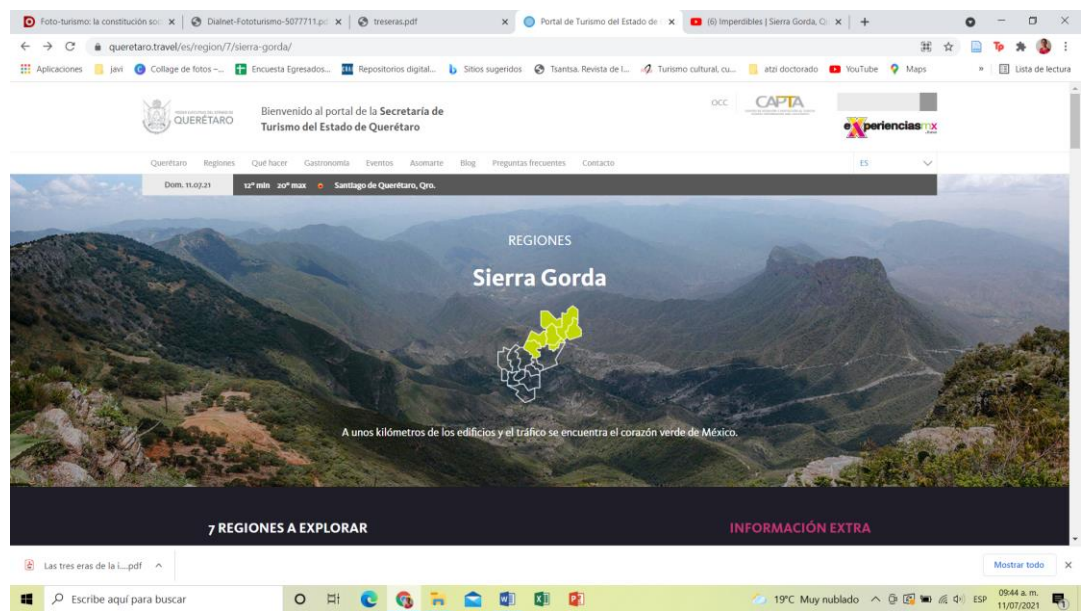 Foto-turismo: la constitución soc
Dialnet-Fototurismo-5077711.pd
treseras.pdf
Portal de Turismo del Estado de
(6) Imperdibles | Sierra Gorda, Q
queretaro.travel/es/region/7/sierra-gorda/
Aplicaciones
javi
Collage de fotos –...
Encuesta Egresados...
Repositorios digital...
Sitios sugeridos
Tsantsa. Revista de I...
Turismo cultural, cu...
atzi doctorado
YouTube
Maps
»
Lista de lectura
QUERÉTARO
Bienvenido al portal de la Secretaría de
Turismo del Estado de Querétaro
OCC
CAPTA
eXperienciasmx
Querétaro Regiones Qué hacer Gastronomía Eventos Asomarte Blog Preguntas frecuentes Contacto
ES
Dom. 11.07.21
12° min 20° max
Santiago de Querétaro, Qro.
REGIONES
Sierra Gorda
A unos kilómetros de los edificios y el tráfico se encuentra el corazón verde de México.
7 REGIONES A EXPLORAR
INFORMACIÓN EXTRA
Las tres eras de la i....pdf
Mostrar todo
Escribe aquí para buscar
19°C Muy nublado
ESP
09:44 a. m.
11/07/2021